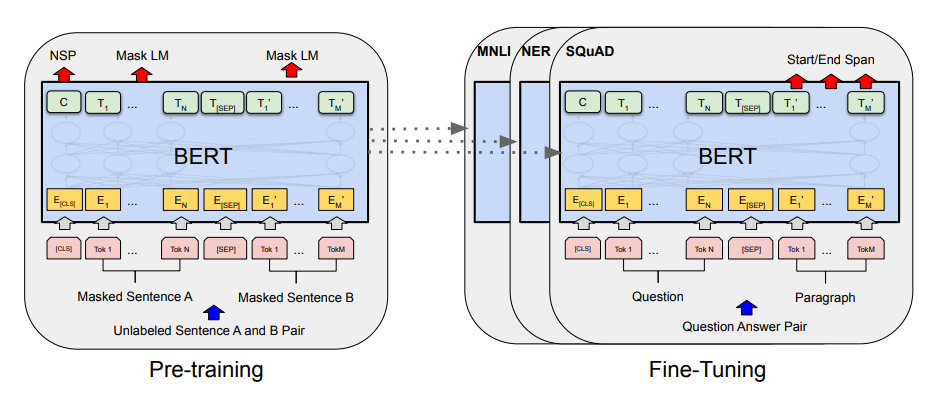 NSP Mask LM Mask LM
C T1 ... TN T[SEP] T1’ ... TM’
BERT
E[CLS] E1 ... EN E[SEP] E1’ ... EM’
[CLS] Tok 1 ... Tok N [SEP] Tok 1 ... TokM
Masked Sentence A Masked Sentence B
Unlabeled Sentence A and B Pair
Pre-training
MNLI NER SQuAD
Start/End Span
C T1 ... TN T[SEP] T1’ ... TM’
BERT
E[CLS] E1 ... EN E[SEP] E1’ ... EM’
[CLS] Tok 1 ... Tok N [SEP] Tok 1 ... TokM
Question Paragraph
Question Answer Pair
Fine-Tuning